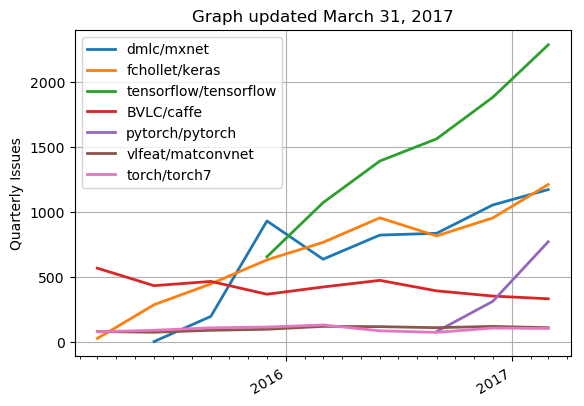 Graph updated March 31, 2017
dmlc/mxnet
fchollet/keras
tensorflow/tensorflow
BVLC/caffe
pytorch/pytorch
vlfeat/matconvnet
torch/torch7
Quarterly Issues
2000
1500
1000
500
0
2016
2017